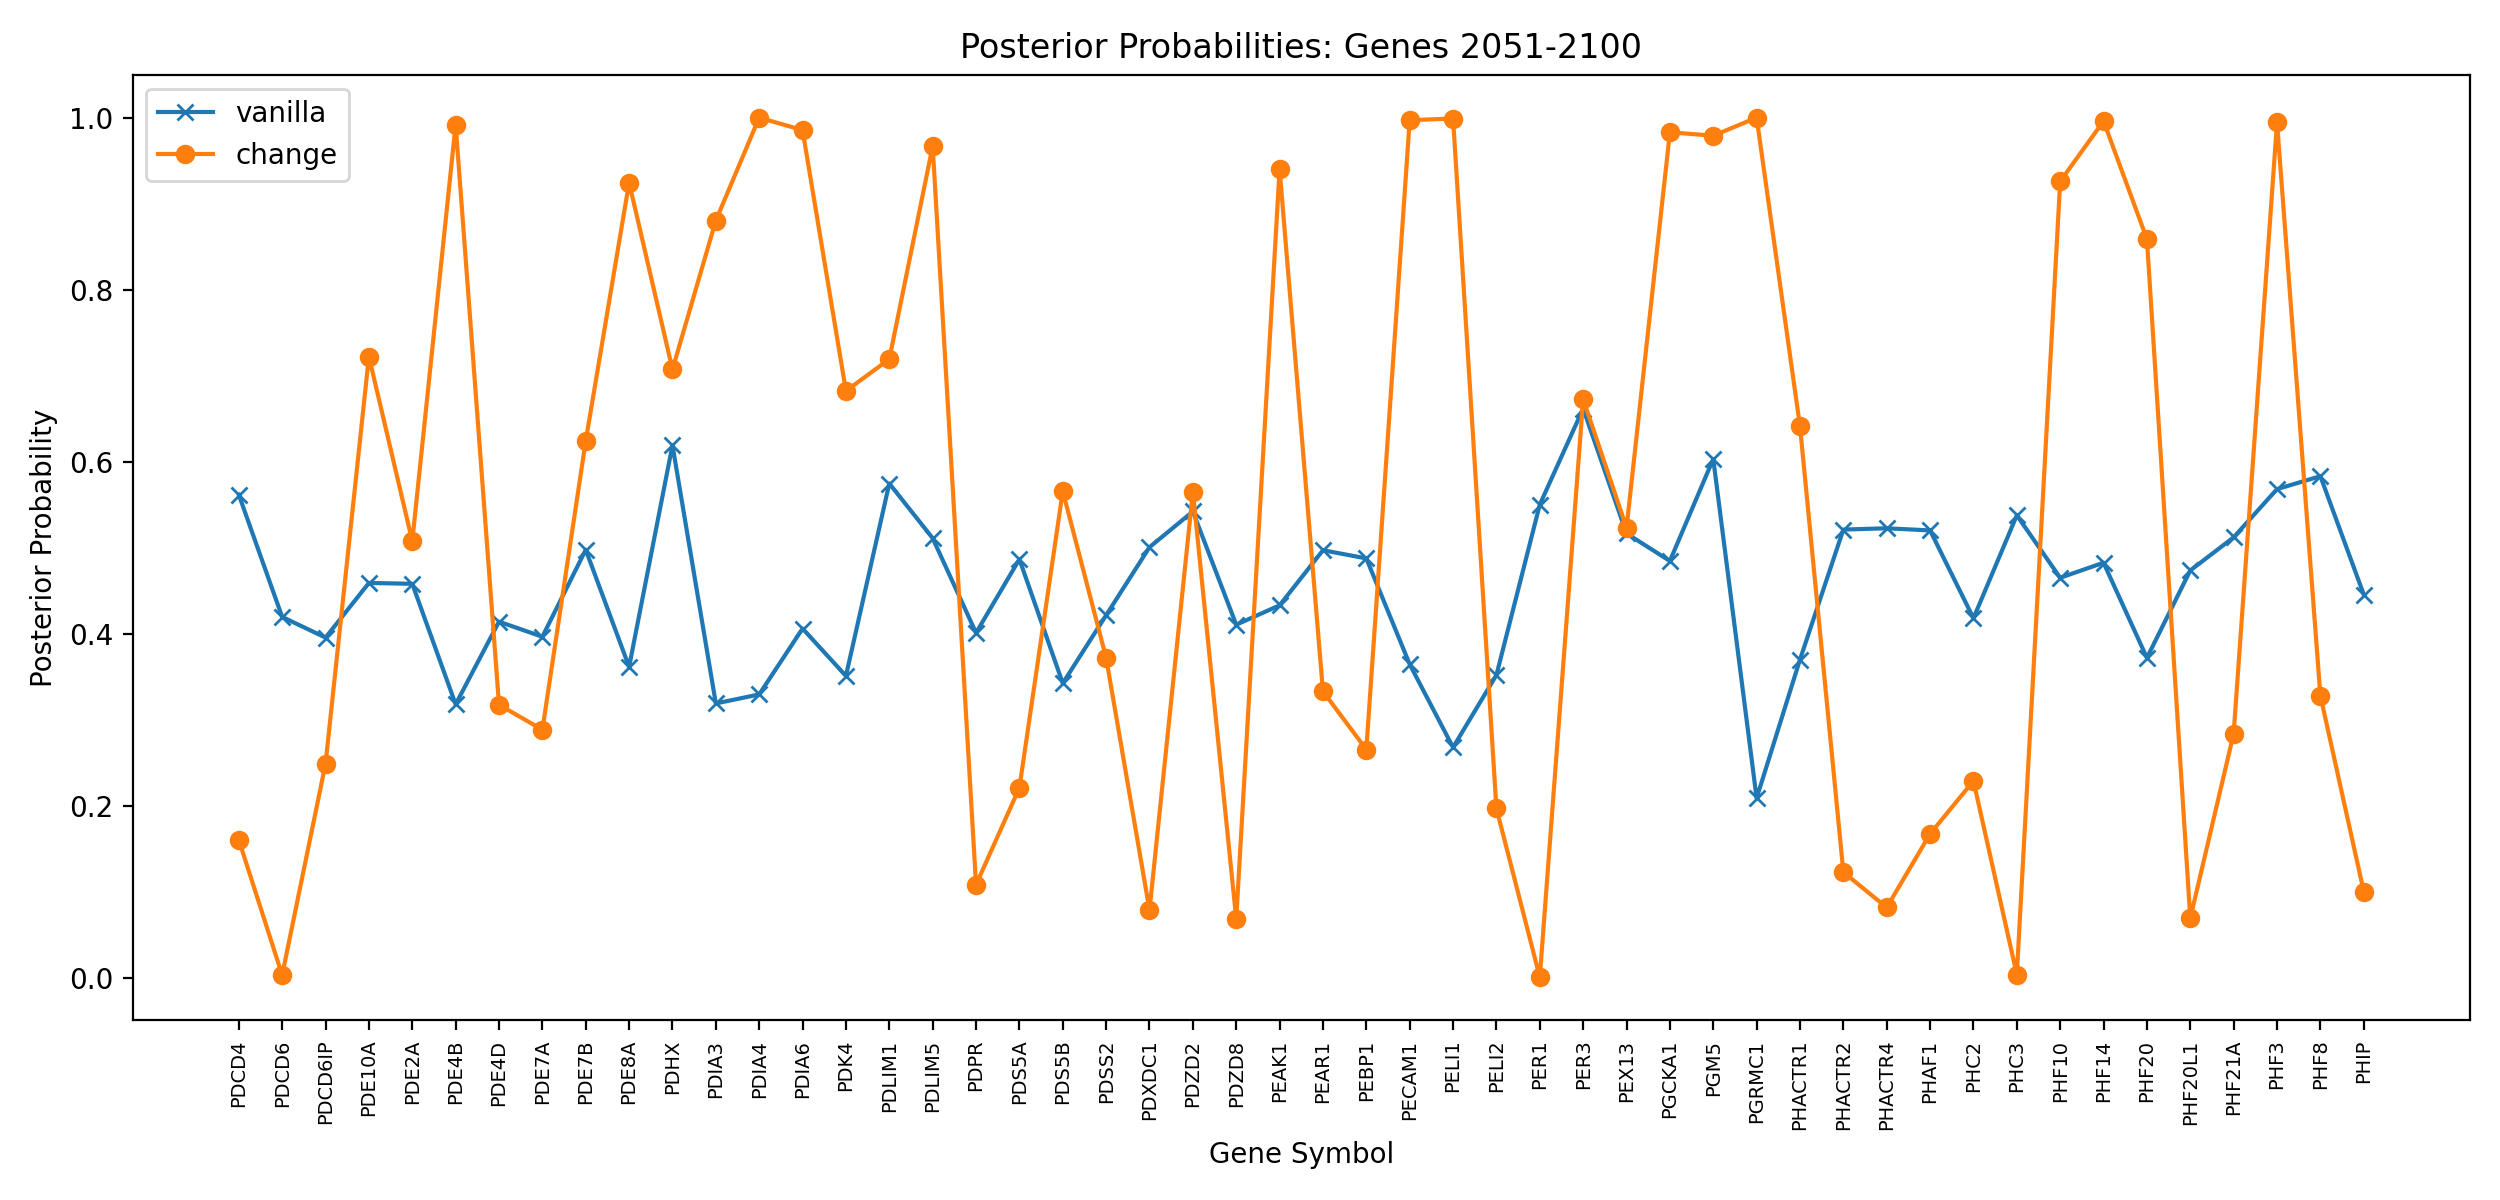 Posterior Probabilities: Genes 2051-2100
vanilla
change
Posterior Probability
1.0
0.8
0.6
0.4
0.2
0.0
PDCD4
PDCD6
PDCD6IP
PDE10A
PDE2A
PDE4B
PDE4D
PDE7A
PDE7B
PDE8A
PDHX
PDIA3
PDIA4
PDIA6
PDK4
PDLIM1
PDLIM5
PDPR
PDS5A
PDS5B
PDSS2
PDXDC1
PDZD2
PDZD8
PEAK1
PEAR1
PEBP1
PECAM1
PELI1
PELI2
PER1
PER3
PEX13
PGCKA1
PGM5
PGRMC1
PHACTR1
PHACTR2
PHACTR4
PHAF1
PHC2
PHC3
PHF10
PHF14
PHF20
PHF20L1
PHF21A
PHF3
PHF8
PHIP
Gene Symbol